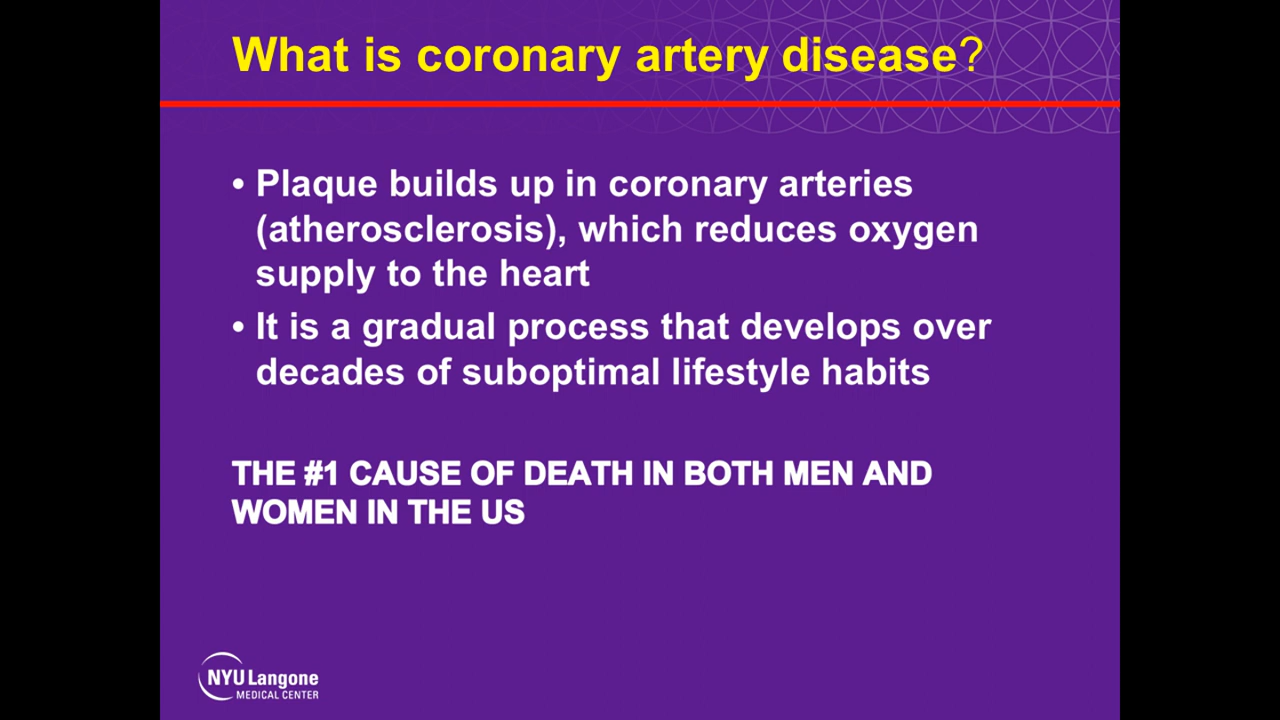 What is coronary artery disease?
• Plaque builds up in coronary arteries
(atherosclerosis), which reduces oxygen
supply to the heart
• It is a gradual process that develops over
decades of suboptimal lifestyle habits
THE #1 CAUSE OF DEATH IN BOTH MEN AND
WOMEN IN THE US
NYU Langone
MEDICAL CENTER